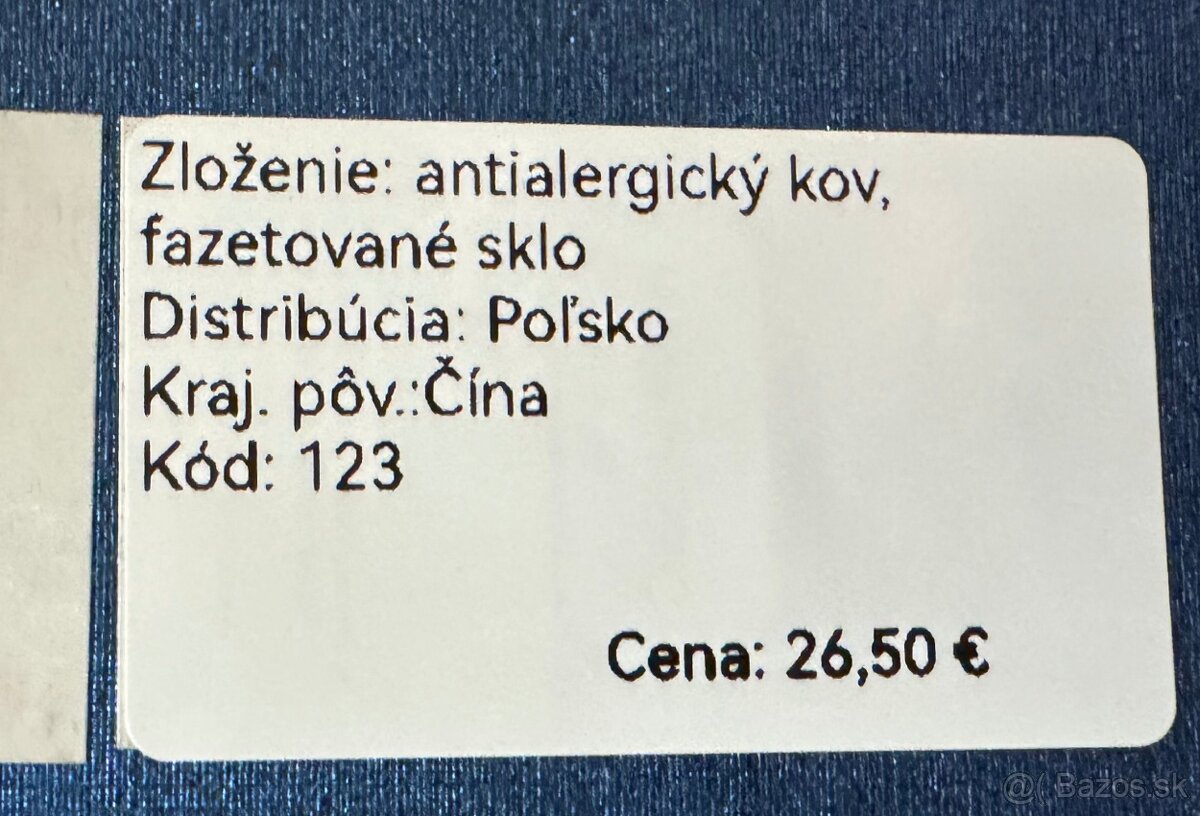 Zloženie: antialergický kov,
fazetované sklo
Distribúcia: Poľsko
Kraj. pôv.:Čína
Kód: 123
Cena: 26,50 €
@( Bazos.sk